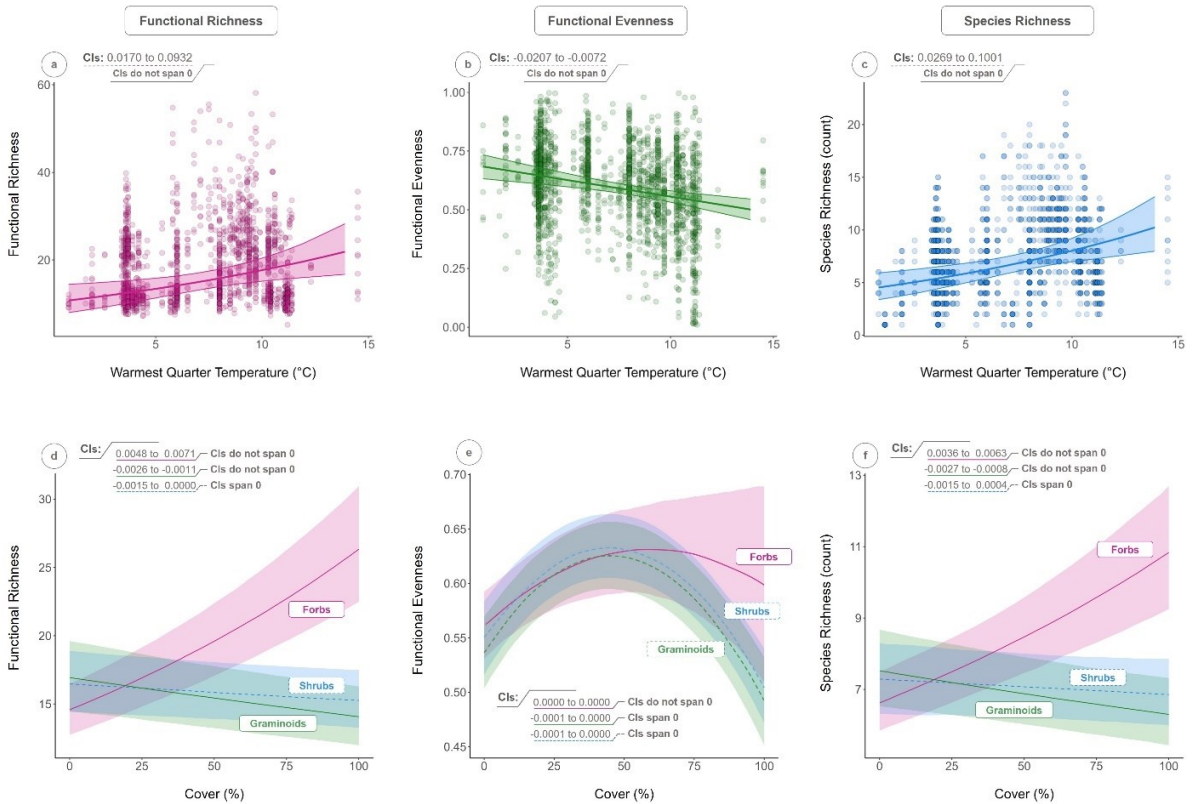 Functional Richness
Functional Evenness
Species Richness
a
CIs: 0.0170 to 0.0932
CIs do not span 0
60
40
20
Functional Richness
5
10
15
Warmest Quarter Temperature (°C)
b
CIs: -0.0207 to -0.0072
CIs do not span 0
1.00
0.75
0.50
0.25
0.00
Functional Evenness
5
10
15
Warmest Quarter Temperature (°C)
c
CIs: 0.0269 to 0.1001
CIs do not span 0
20
15
10
5
0
Species Richness (count)
5
10
15
Warmest Quarter Temperature (°C)
d
CIs:
0.0048 to 0.0071 CIs do not span 0
-0.0026 to -0.0011 CIs do not span 0
-0.0015 to 0.0000 CIs span 0
30
25
20
15
Functional Richness
Forbs
Shrubs
Graminoids
0
25
50
75
100
Cover (%)
e
0.70
0.65
0.60
0.55
0.50
0.45
Functional Evenness
Forbs
Shrubs
Graminoids
CIs:
0.0000 to 0.0000 CIs do not span 0
-0.0001 to 0.0000 CIs span 0
-0.0001 to 0.0000 CIs span 0
0
25
50
75
100
Cover (%)
f
CIs:
0.0036 to 0.0063 CIs do not span 0
-0.0027 to -0.0008 CIs do not span 0
-0.0015 to 0.0004 CIs span 0
13
11
9
7
Species Richness (count)
Forbs
Shrubs
Graminoids
0
25
50
75
100
Cover (%)